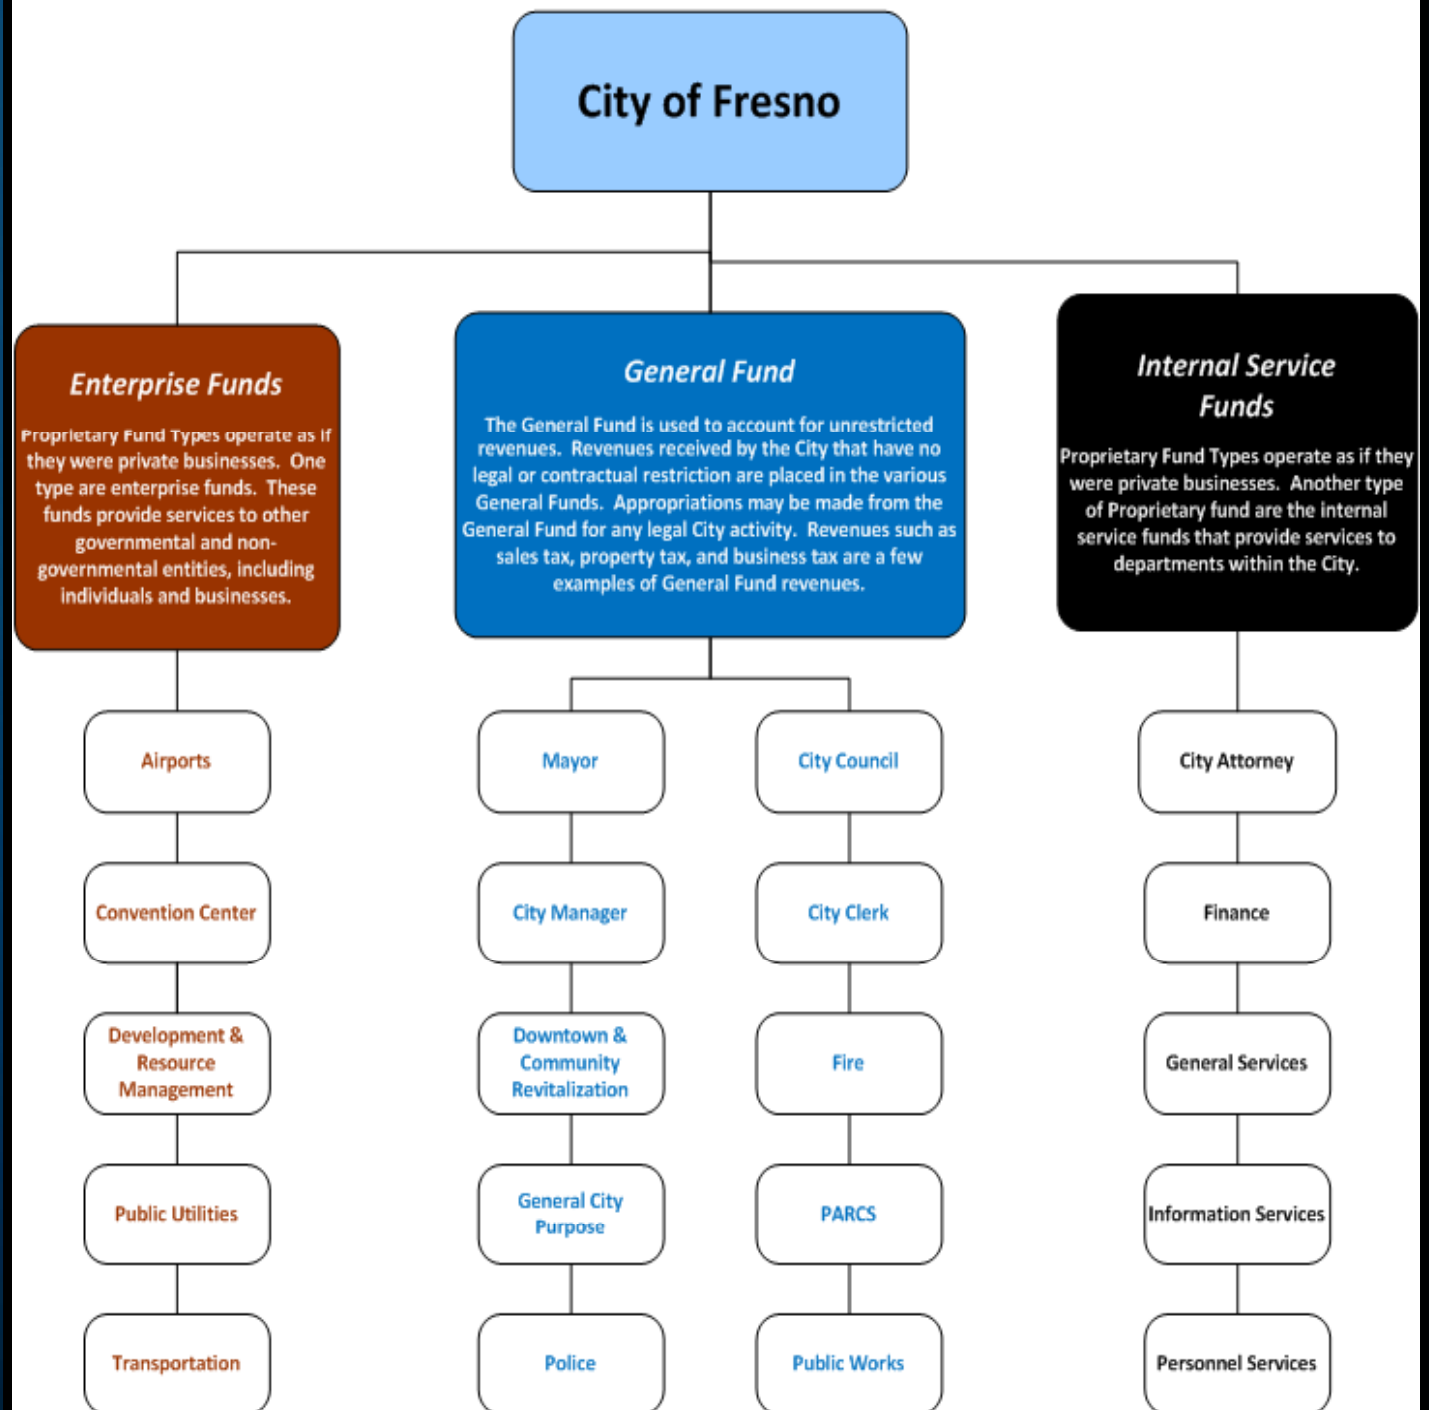 City of Fresno
Enterprise Funds
Proprietary Fund Types operate as if
they were private businesses.  One
type are enterprise funds.  These
funds provide services to other
governmental and non-
governmental entities, including
individuals and businesses.
General Fund
The General Fund is used to account for unrestricted
revenues.  Revenues received by the City that have no
legal or contractual restriction are placed in the various
General Funds.  Appropriations may be made from the
General Fund for any legal City activity.  Revenues such as
sales tax, property tax, and business tax are a few
examples of General Fund revenues.
Internal Service
Funds
Proprietary Fund Types operate as if they
were private businesses.  Another type
of Proprietary fund are the internal
service funds that provide services to
departments within the City.
Airports
Convention Center
Development &
Resource
Management
Public Utilities
Transportation
Mayor
City Manager
Downtown &
Community
Revitalization
General City
Purpose
Police
City Council
City Clerk
Fire
PARCS
Public Works
City Attorney
Finance
General Services
Information Services
Personnel Services